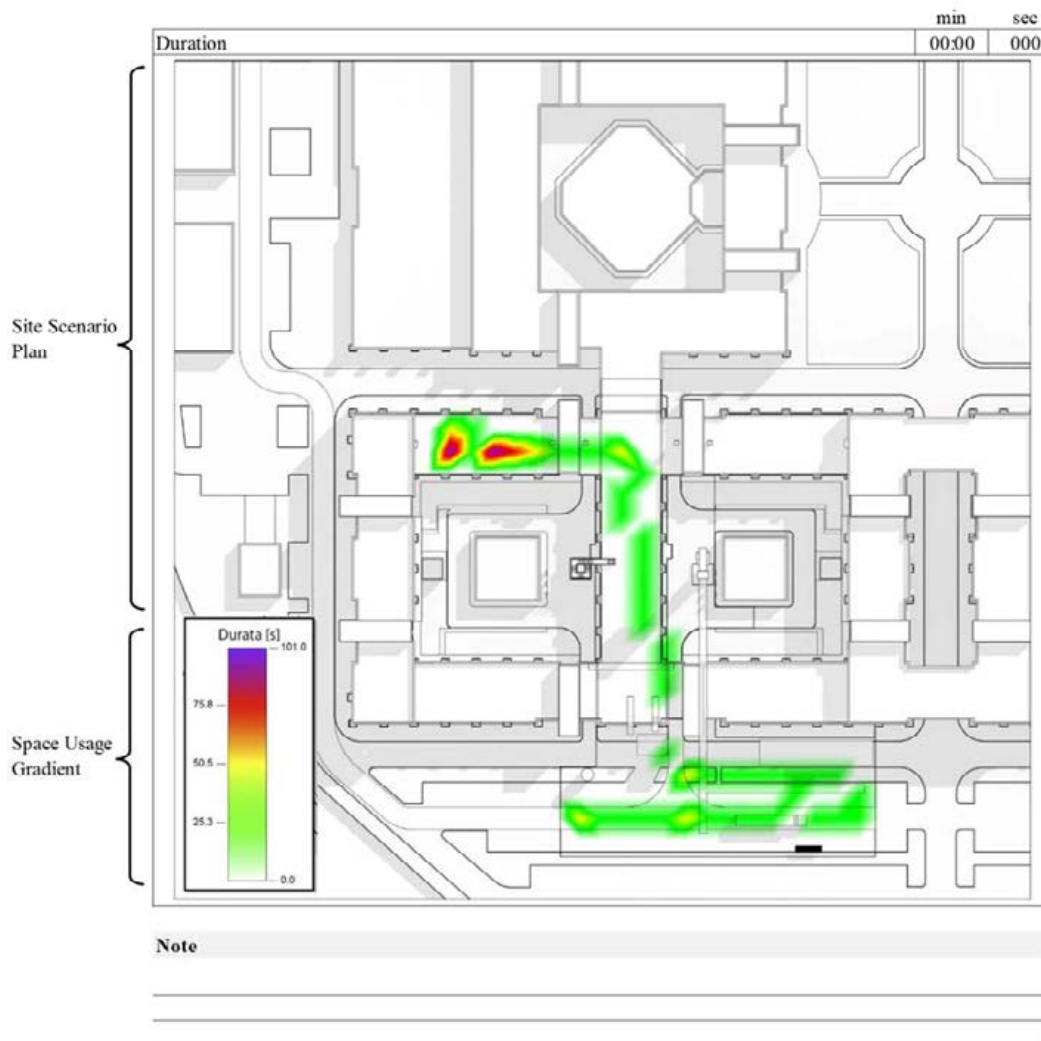 min sec
Duration 00:00 000
Site Scenario
Plan
Durata [s]
101.0
75.8
50.5
25.3
0.0
Space Usage
Gradient
Note